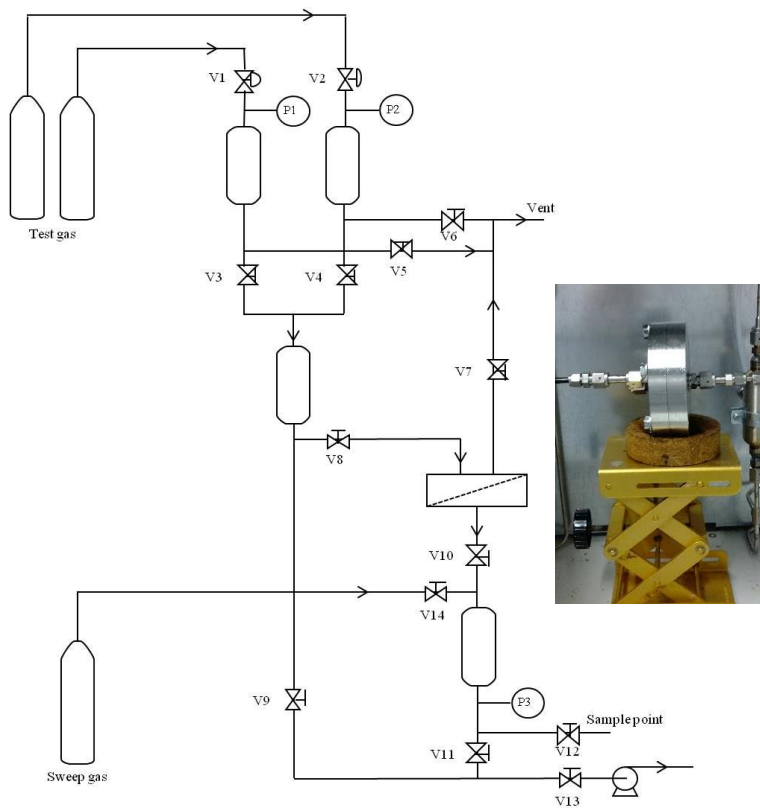 V1
V2
P1
P2
Test gas
Vent
V6
V5
V3
V4
V7
V8
V10
V14
V9
P3
Sample point
V12
V11
Sweep gas
V13